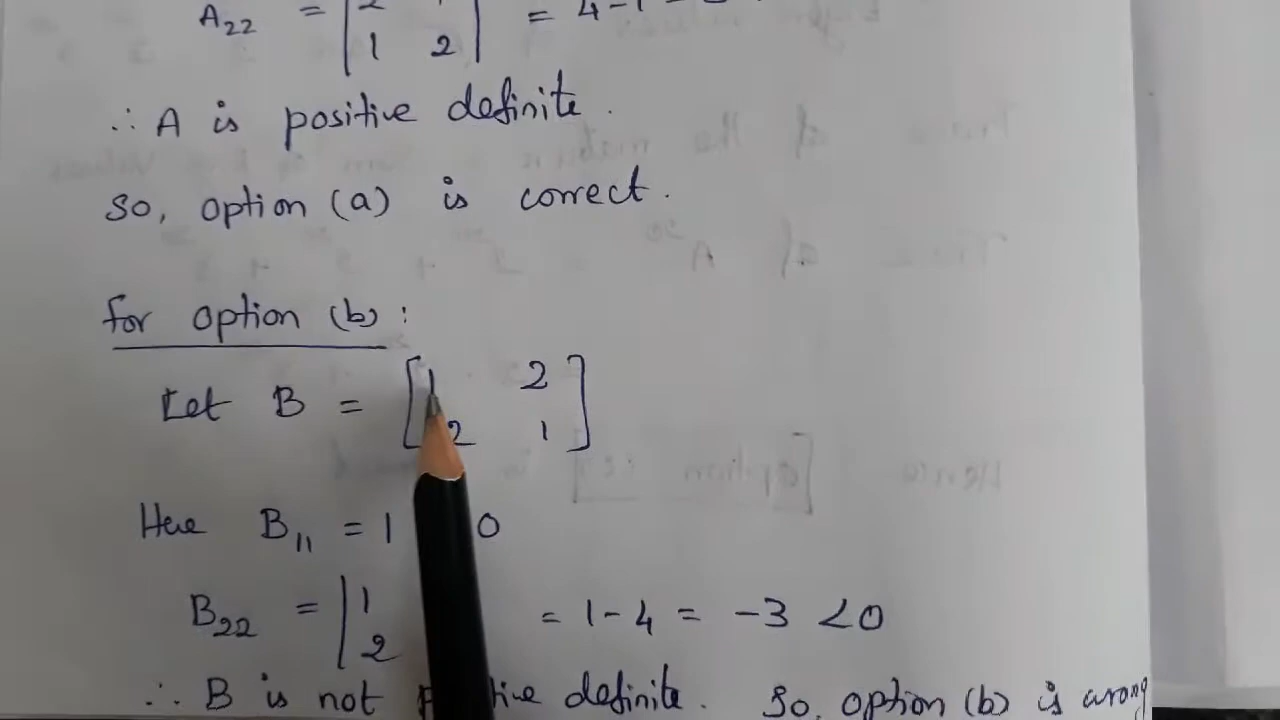 A₂₂ = | 1 2 | = 4-1
∴ A is positive definite.
So, option (a) is correct.
for option (b) :
Let B = [ 1 2
2 1 ]
Here B₁₁ = 1 0
B₂₂ = | 1
2 = 1-4 = -3 <0
∴ B is not definite. So, option (b) is wrong